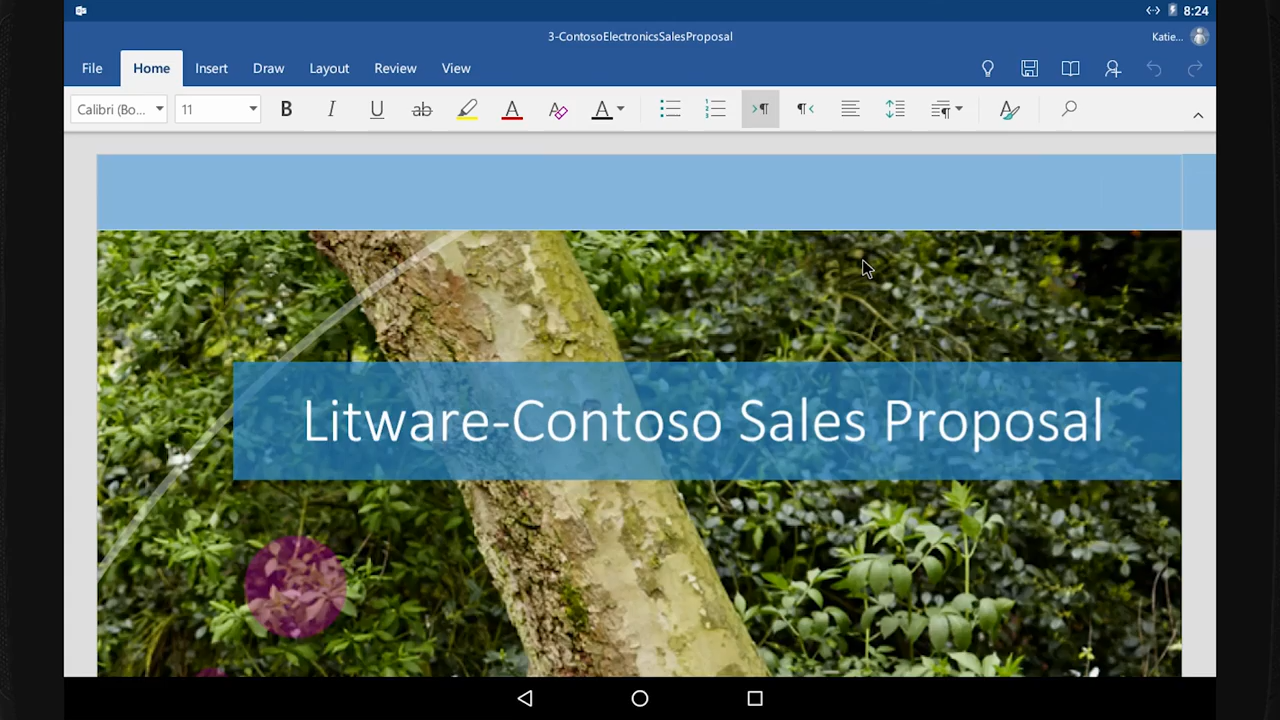 8:24
3-ContosoElectronicsSalesProposal
Katie...
File Home Insert Draw Layout Review View
Calibri (Bo... 11 B I U ab A A A
Litware-Contoso Sales Proposal